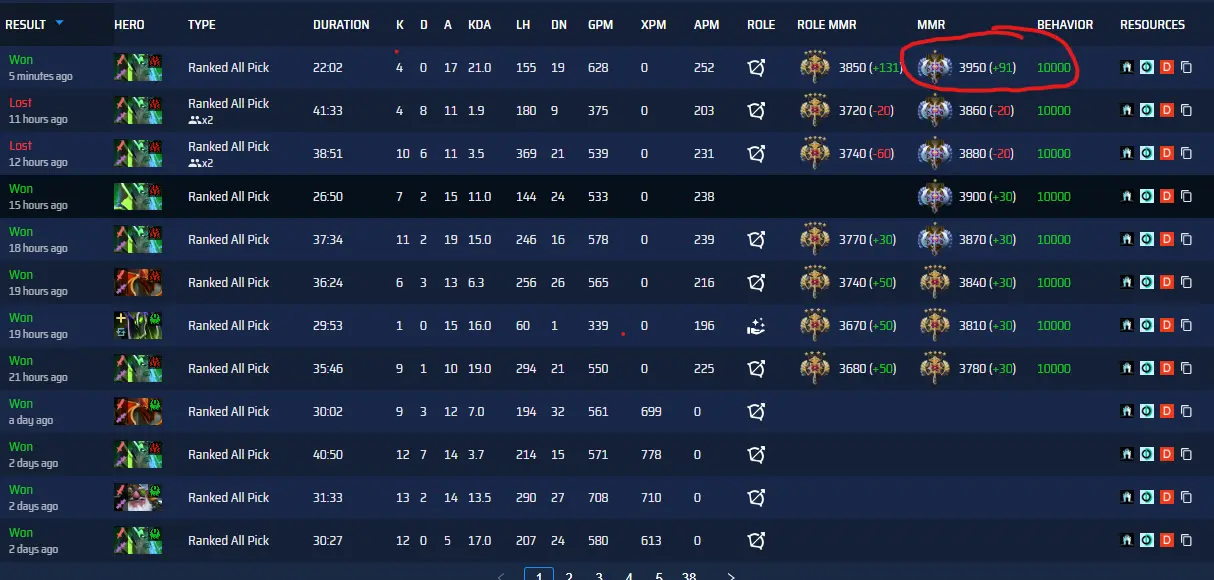 RESULT HERO TYPE DURATION K D A KDA LH DN GPM XPM APM ROLE ROLE MMR MMR BEHAVIOR RESOURCES
Won
5 minutes ago
Ranked All Pick 22:02 4 0 17 21.0 155 19 628 0 252 3850 (+131) 3950 (+91) 10000 D
Lost
11 hours ago
Ranked All Pick
x2
41:33 4 8 11 1.9 180 9 375 0 203 3720 (-20) 3860 (-20) 10000 D
Lost
12 hours ago
Ranked All Pick
x2
38:51 10 6 11 3.5 369 21 539 0 231 3740 (-60) 3880 (-20) 10000 D
Won
15 hours ago
Ranked All Pick 26:50 7 2 15 11.0 144 24 533 0 238 3900 (+30) 10000 D
Won
18 hours ago
Ranked All Pick 37:34 11 2 19 15.0 246 16 578 0 239 3770 (+30) 3870 (+30) 10000 D
Won
19 hours ago
Ranked All Pick 36:24 6 3 13 6.3 256 26 565 0 216 3740 (+50) 3840 (+30) 10000 D
Won
19 hours ago
Ranked All Pick 29:53 1 0 15 16.0 60 1 339 0 196 3670 (+50) 3810 (+30) 10000 D
Won
21 hours ago
Ranked All Pick 35:46 9 1 10 19.0 294 21 550 0 225 3680 (+50) 3780 (+30) 10000 D
Won
a day ago
Ranked All Pick 30:02 9 3 12 7.0 194 32 561 699 0 D
Won
2 days ago
Ranked All Pick 40:50 12 7 14 3.7 214 15 571 778 0 D
Won
2 days ago
Ranked All Pick 31:33 13 2 14 13.5 290 27 708 710 0 D
Won
2 days ago
Ranked All Pick 30:27 12 0 5 17.0 207 24 580 613 0 D
< 1 2 3 4 5 38 >